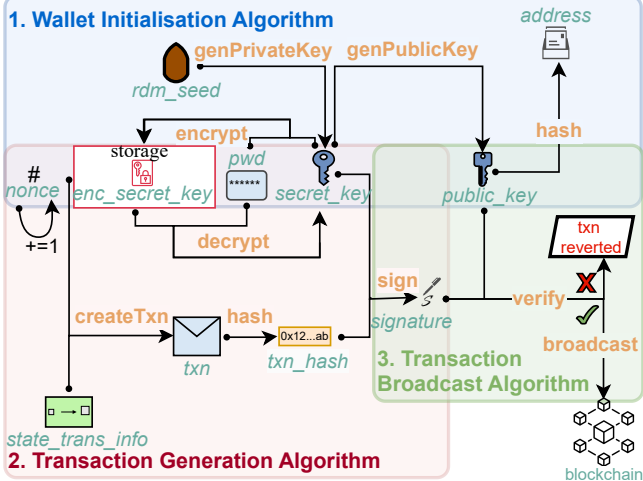 1. Wallet Initialisation Algorithm
address
genPrivateKey
genPublicKey
rdm_seed
encrypt
hash
storage
pwd
#
nonce
enc_secret_key
******
secret_key
public_key
+=1
decrypt
txn
reverted
sign
createTxn
hash
signature
verify
0x12...ab
broadcast
txn
txn_hash
3. Transaction
Broadcast Algorithm
state_trans_info
2. Transaction Generation Algorithm
blockchain